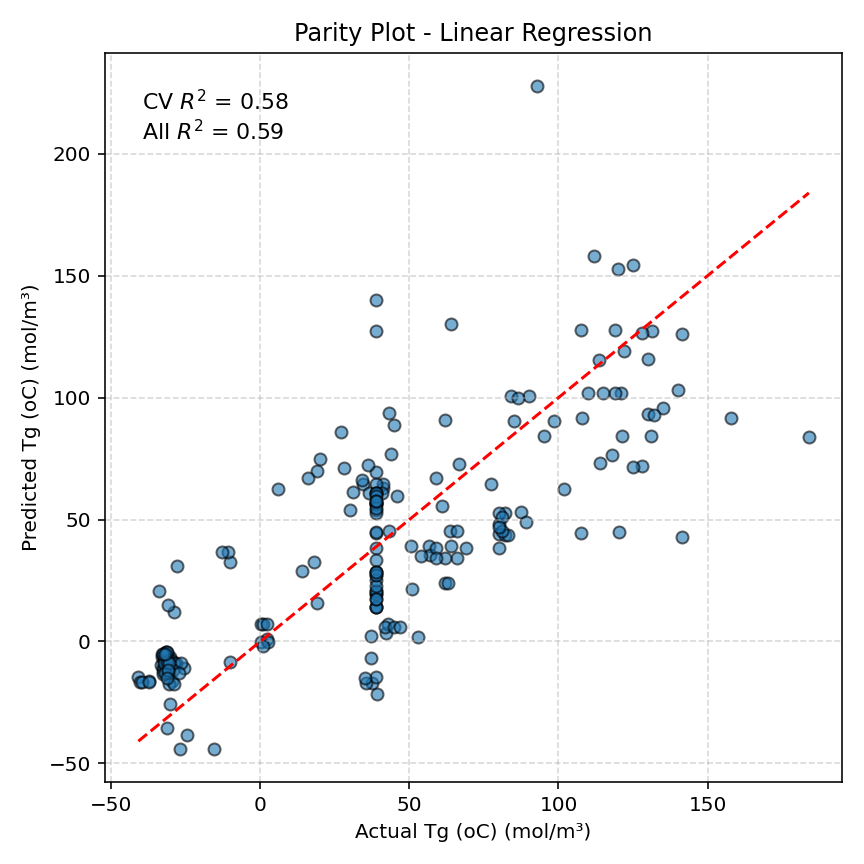 Parity Plot - Linear Regression
CV R² = 0.58
All R² = 0.59
Predicted Tg (oC) (mol/m³)
200
150
100
50
0
−50
−50
0
50
100
150
Actual Tg (oC) (mol/m³)